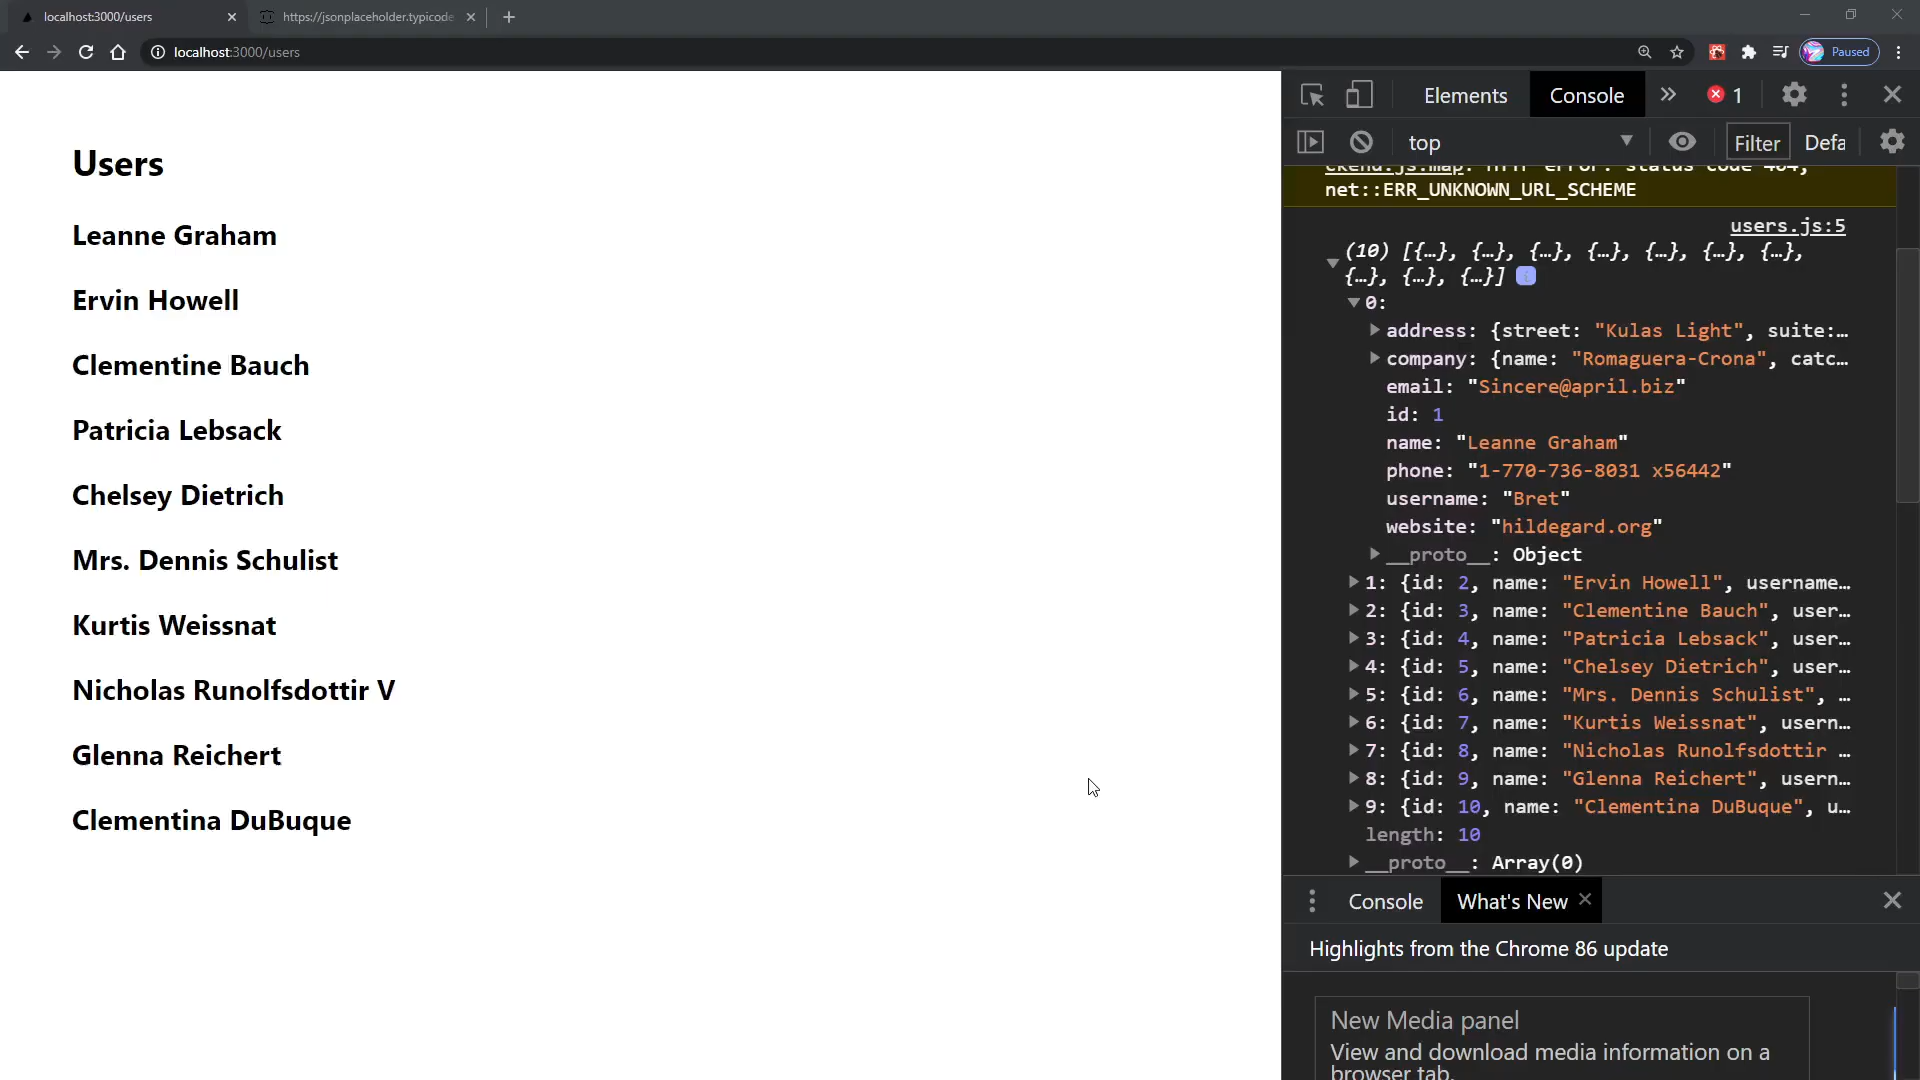 localhost:3000/users
https://jsonplaceholder.typicode
localhost:3000/users
Paused
Users
Leanne Graham
Ervin Howell
Clementine Bauch
Patricia Lebsack
Chelsey Dietrich
Mrs. Dennis Schulist
Kurtis Weissnat
Nicholas Runolfsdottir V
Glenna Reichert
Clementina DuBuque
Elements
Console
1
top
Filter
Defa
ckend.js.map: HTTP error: status code 404,
net::ERR_UNKNOWN_URL_SCHEME
users.js:5
(10) [{…}, {…}, {…}, {…}, {…}, {…}, {…},
{…}, {…}, {…}]
0:
address: {street: "Kulas Light", suite:…
company: {name: "Romaguera-Crona", catc…
email: "Sincere@april.biz"
id: 1
name: "Leanne Graham"
phone: "1-770-736-8031 x56442"
username: "Bret"
website: "hildegard.org"
__proto__: Object
1: {id: 2, name: "Ervin Howell", username…
2: {id: 3, name: "Clementine Bauch", user…
3: {id: 4, name: "Patricia Lebsack", user…
4: {id: 5, name: "Chelsey Dietrich", user…
5: {id: 6, name: "Mrs. Dennis Schulist", …
6: {id: 7, name: "Kurtis Weissnat", usern…
7: {id: 8, name: "Nicholas Runolfsdottir …
8: {id: 9, name: "Glenna Reichert", usern…
9: {id: 10, name: "Clementina DuBuque", u…
length: 10
__proto__: Array(0)
Console
What's New
Highlights from the Chrome 86 update
New Media panel
View and download media information on a
browser tab.